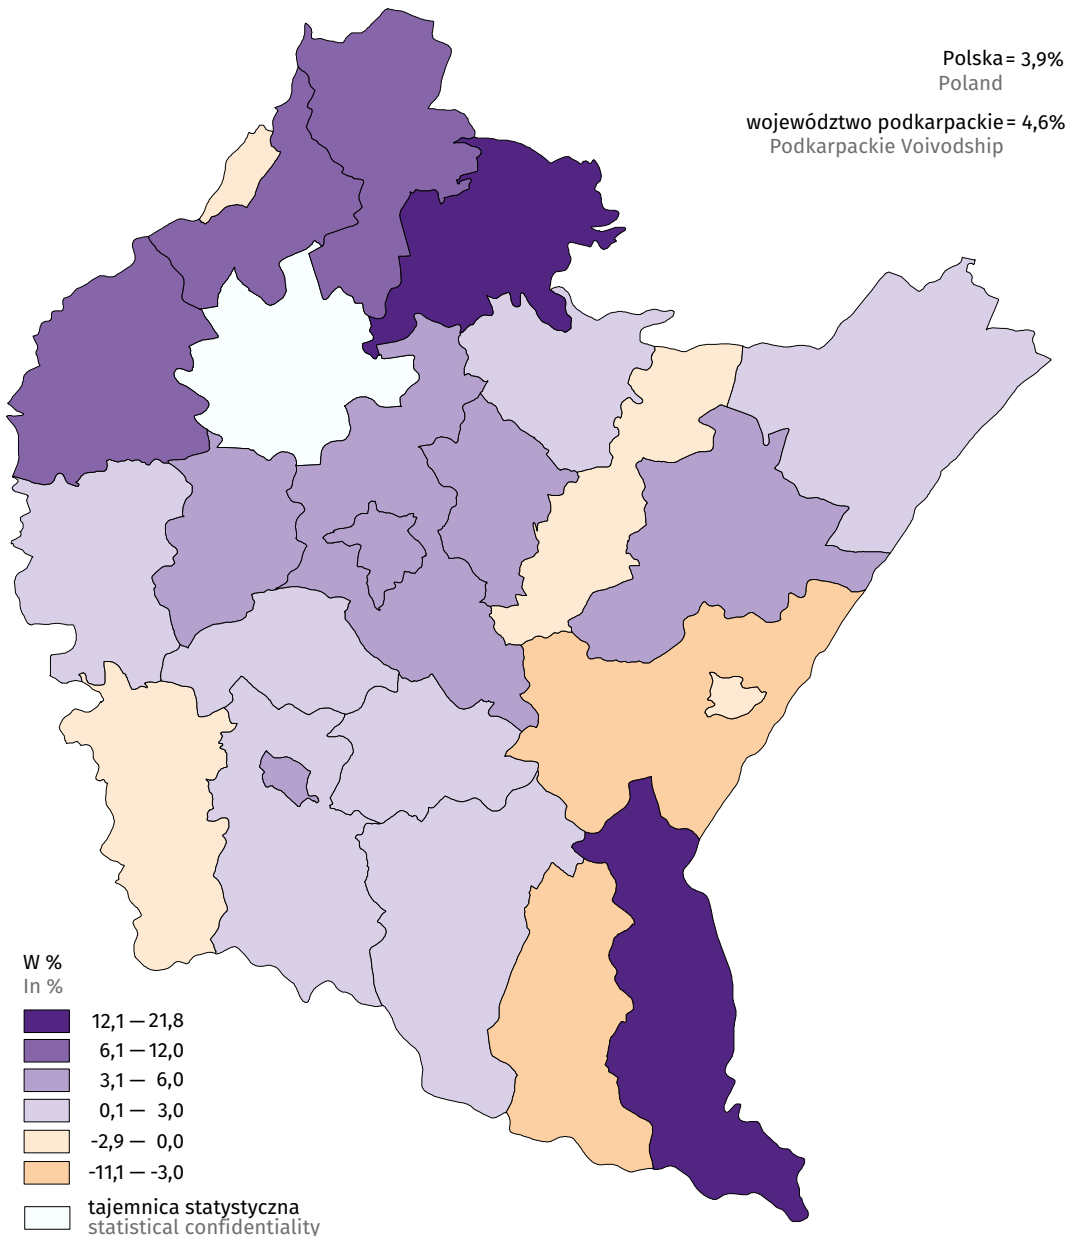 Polska = 3,9%
Poland
województwo podkarpackie = 4,6%
Podkarpackie Voivodship
W %
In %
12,1 — 21,8
6,1 — 12,0
3,1 — 6,0
0,1 — 3,0
-2,9 — 0,0
-11,1 — -3,0
tajemnica statystyczna
statistical confidentiality